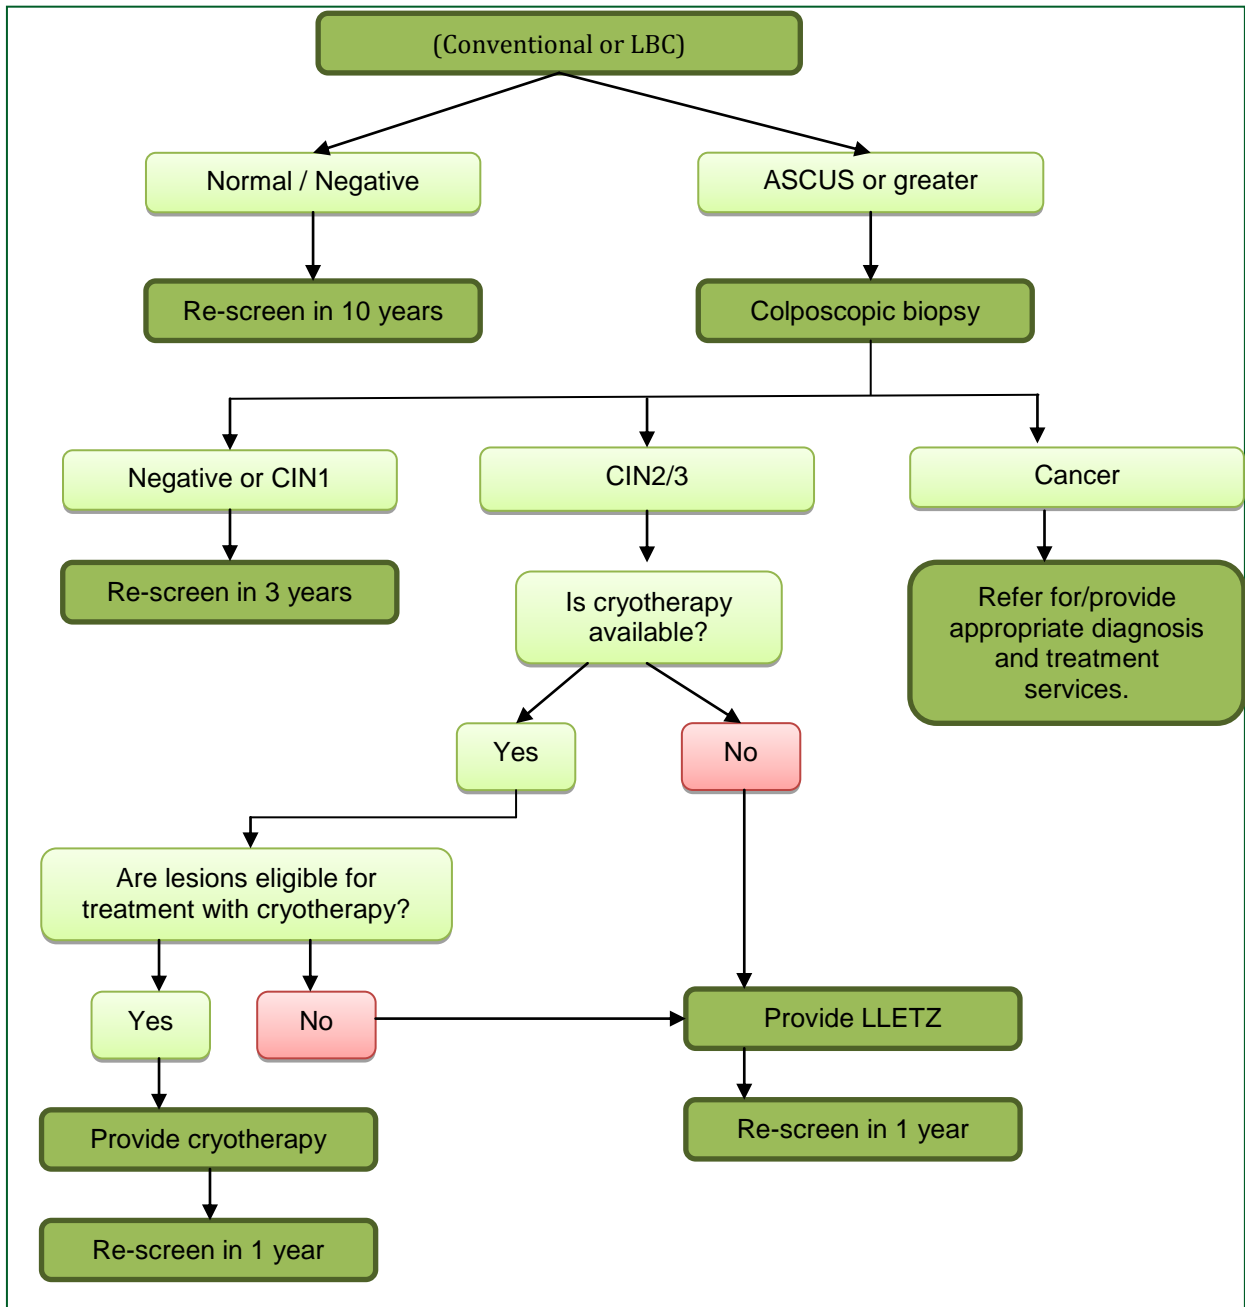 (Conventional or LBC)
Normal / Negative
ASCUS or greater
Re-screen in 10 years
Colposcopic biopsy
Negative or CIN1
CIN2/3
Cancer
Re-screen in 3 years
Is cryotherapy
available?
Refer for/provide
appropriate diagnosis
and treatment
services.
Yes
No
Are lesions eligible for
treatment with cryotherapy?
Yes
No
Provide LLETZ
Provide cryotherapy
Re-screen in 1 year
Re-screen in 1 year